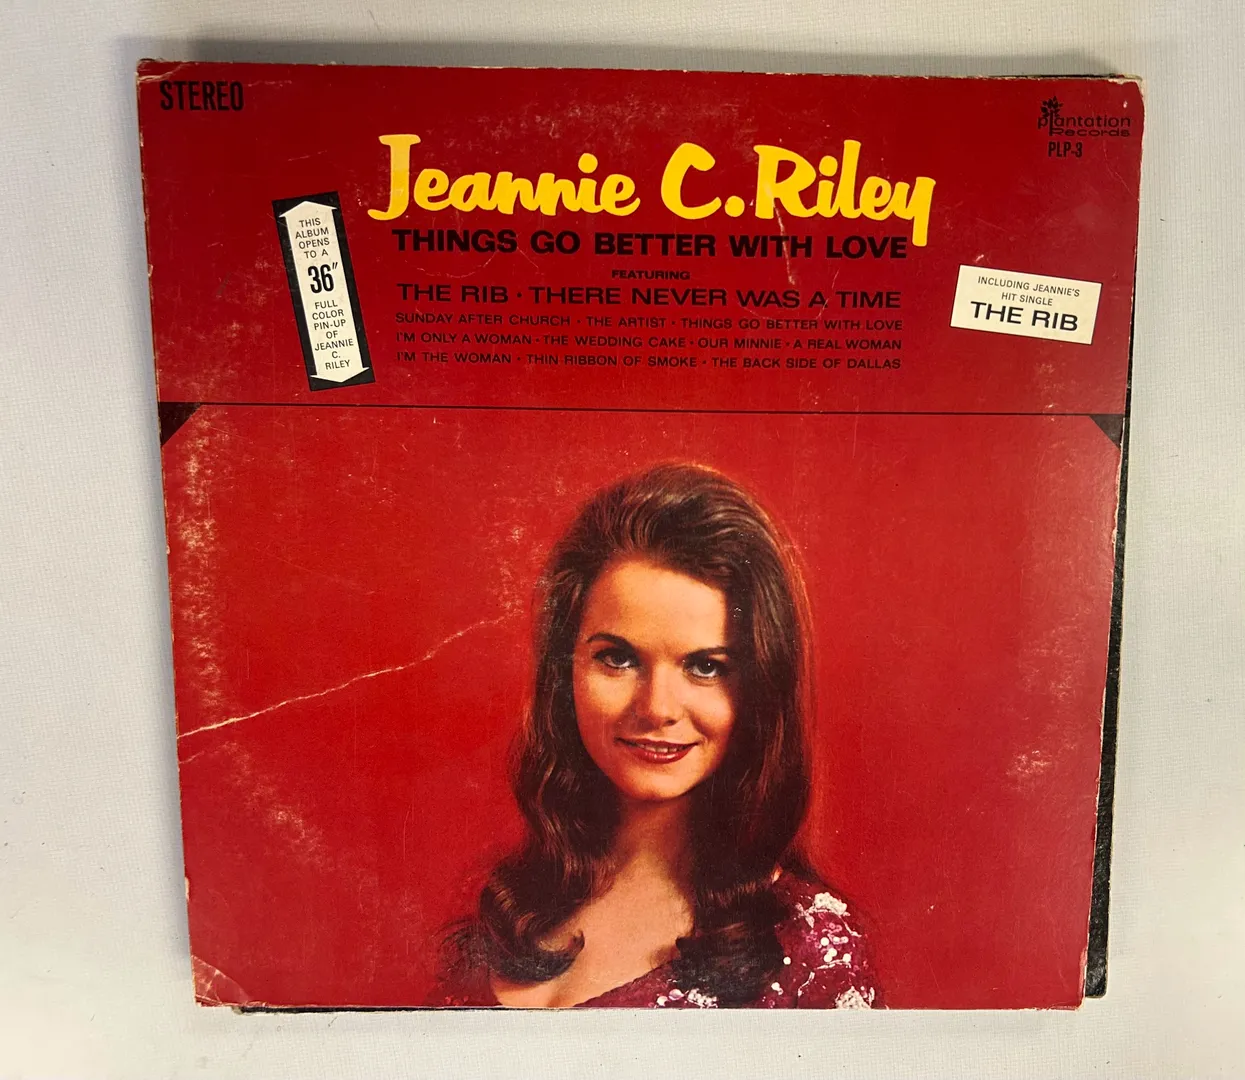 STEREO
Plantation
Records
PLP-3
Jeannie C. Riley
THINGS GO BETTER WITH LOVE
FEATURING
THE RIB · THERE NEVER WAS A TIME
SUNDAY AFTER CHURCH · THE ARTIST · THINGS GO BETTER WITH LOVE
I'M ONLY A WOMAN · THE WEDDING CAKE · OUR MINNIE · A REAL WOMAN
I'M THE WOMAN · THIN RIBBON OF SMOKE · THE BACK SIDE OF DALLAS
THIS
ALBUM
OPENS
TO A
36"
FULL
COLOR
PIN-UP
OF
JEANNIE
C.
RILEY
INCLUDING JEANNIE'S
HIT SINGLE
THE RIB